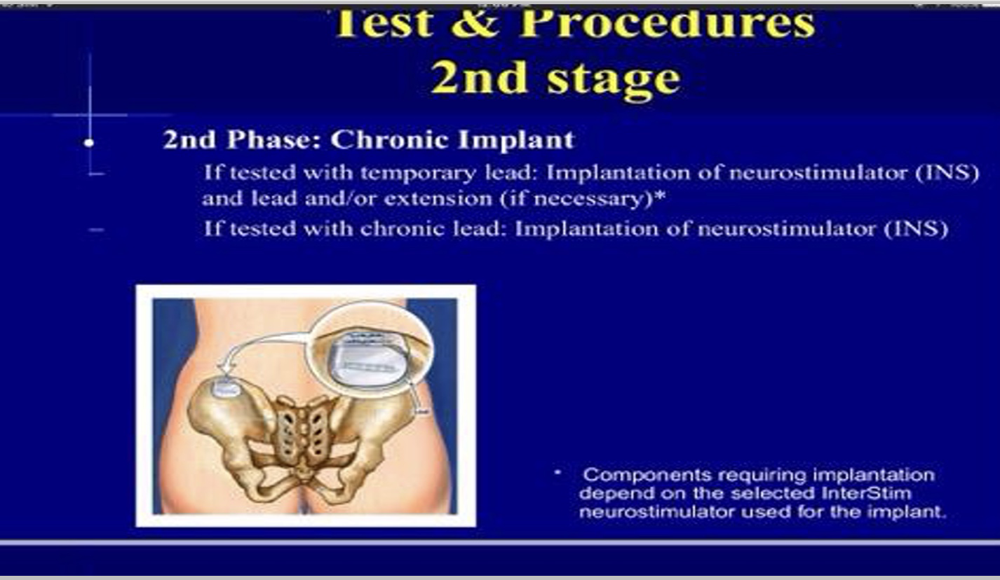 Test & Procedures
2nd stage
2nd Phase: Chronic Implant
If tested with temporary lead: Implantation of neurostimulator (INS)
and lead and/or extension (if necessary)*
If tested with chronic lead: Implantation of neurostimulator (INS)
* Components requiring implantation
depend on the selected InterStim
neurostimulator used for the implant.